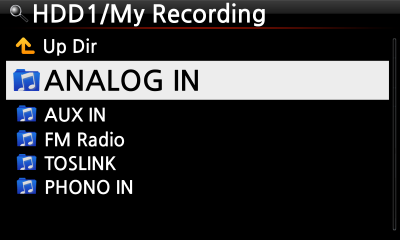 HDD1/My Recording
Up Dir
ANALOG IN
AUX IN
FM Radio
TOSLINK
PHONO IN